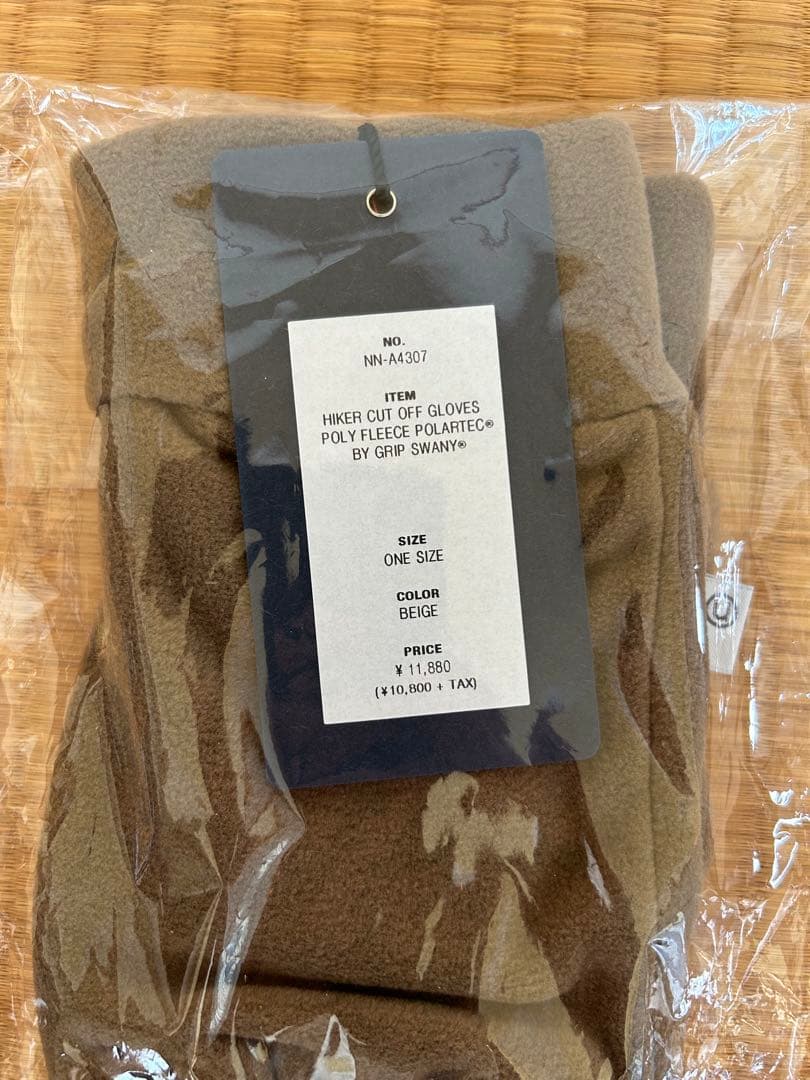 NO.
NN-A4307
ITEM
HIKER CUT OFF GLOVES
POLY FLEECE POLARTEC®
BY GRIP SWANY®
SIZE
ONE SIZE
COLOR
BEIGE
PRICE
¥ 11,880
(¥10,800 + TAX)